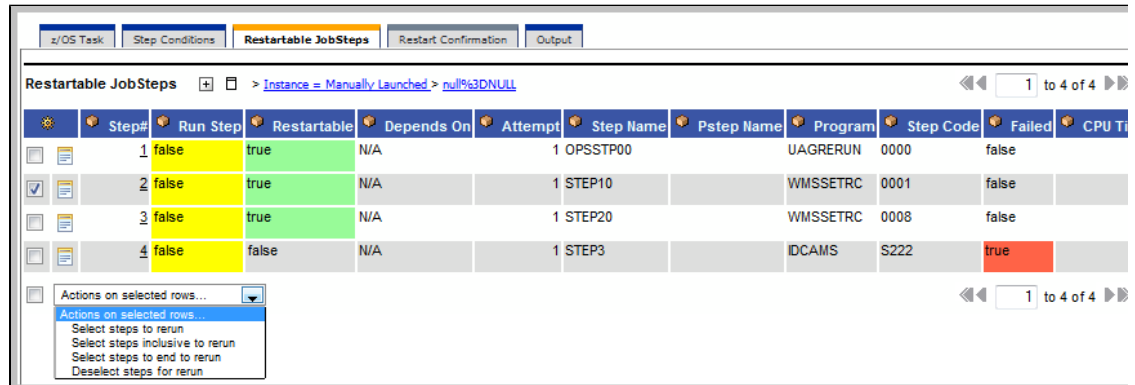 z/OS Task Step Conditions Restartable JobSteps Restart Confirmation Output
Restartable JobSteps > Instance = Manually Launched > null%3DNULL 1 to 4 of 4
Step# Run Step Restartable Depends On Attempt Step Name Pstep Name Program Step Code Failed CPU Ti
1 false true N/A 1 OPSSTP00 UAGRERUN 0000 false
2 false true N/A 1 STEP10 WMSSETRC 0001 false
3 false true N/A 1 STEP20 WMSSETRC 0008 false
4 false false N/A 1 STEP3 IDCAMS S222 true
Actions on selected rows... 1 to 4 of 4
Actions on selected rows...
Select steps to rerun
Select steps inclusive to rerun
Select steps to end to rerun
Deselect steps for rerun